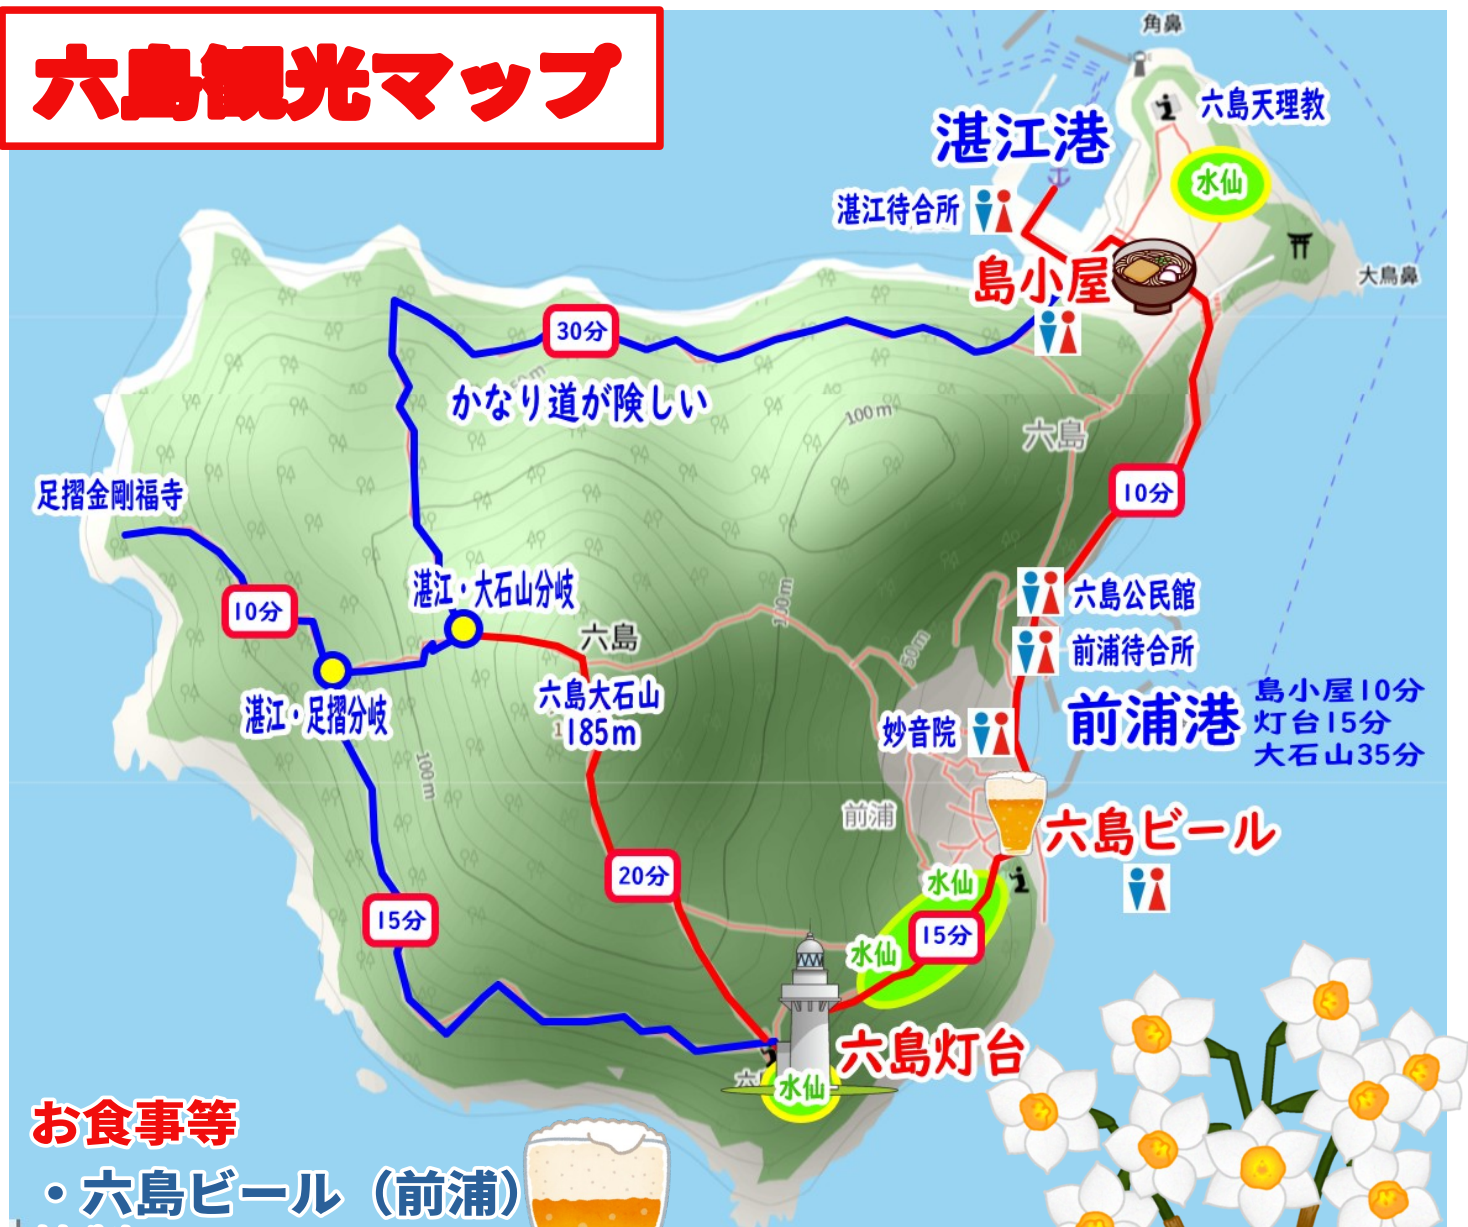 六島観光マップ
角鼻
六島天理教
湛江港
水仙
湛江待合所
島小屋
大鳥鼻
30分
かなり道が険しい
50m
100m
六島
足摺金剛福寺
10分
湛江・大石山分岐
10分
六島公民館
前浦待合所
六島
150m
50m
湛江・足摺分岐
六島大石山
185m
妙音院
前浦港
島小屋10分
灯台15分
大石山35分
100m
前浦
六島ビール
20分
水仙
15分
15分
水仙
六島灯台
水仙
お食事等
・六島ビール（前浦）